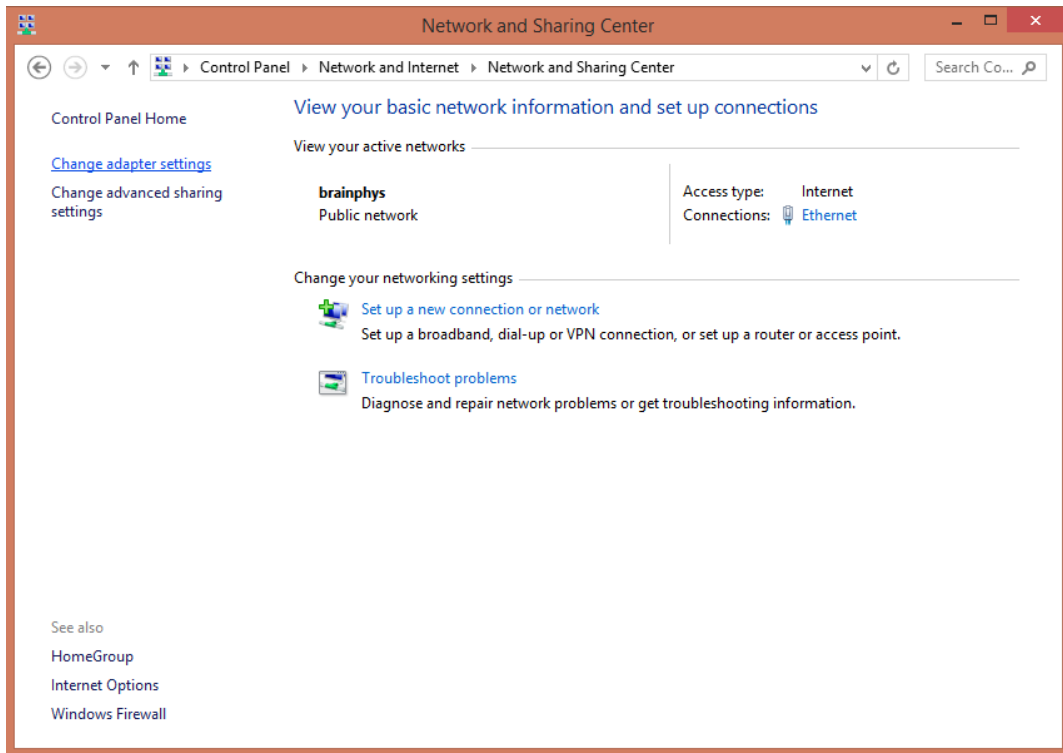 Network and Sharing Center
Control Panel Network and Internet Network and Sharing Center
Search Co...
Control Panel Home
Change adapter settings
Change advanced sharing
settings
View your basic network information and set up connections
View your active networks
brainphys
Public network
Access type: Internet
Connections: Ethernet
Change your networking settings
Set up a new connection or network
Set up a broadband, dial-up or VPN connection, or set up a router or access point.
Troubleshoot problems
Diagnose and repair network problems or get troubleshooting information.
See also
HomeGroup
Internet Options
Windows Firewall